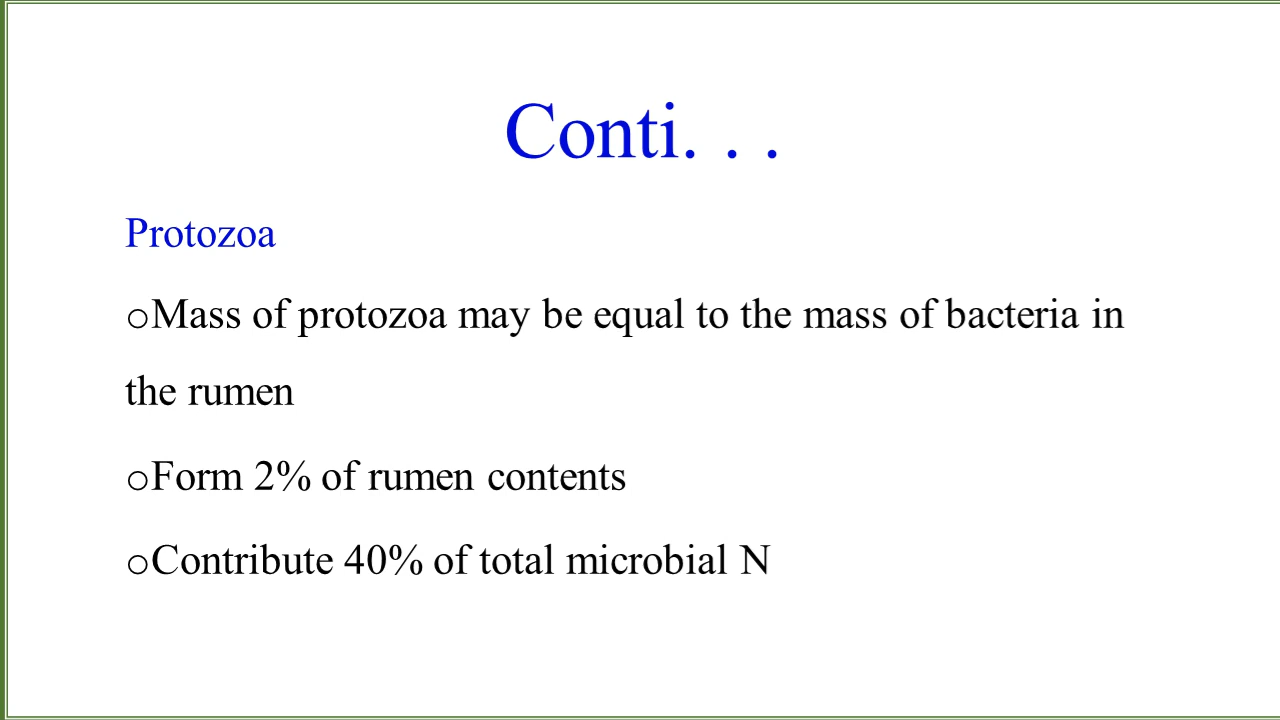 Conti. . .
Protozoa
oMass of protozoa may be equal to the mass of bacteria in
the rumen
oForm 2% of rumen contents
oContribute 40% of total microbial N